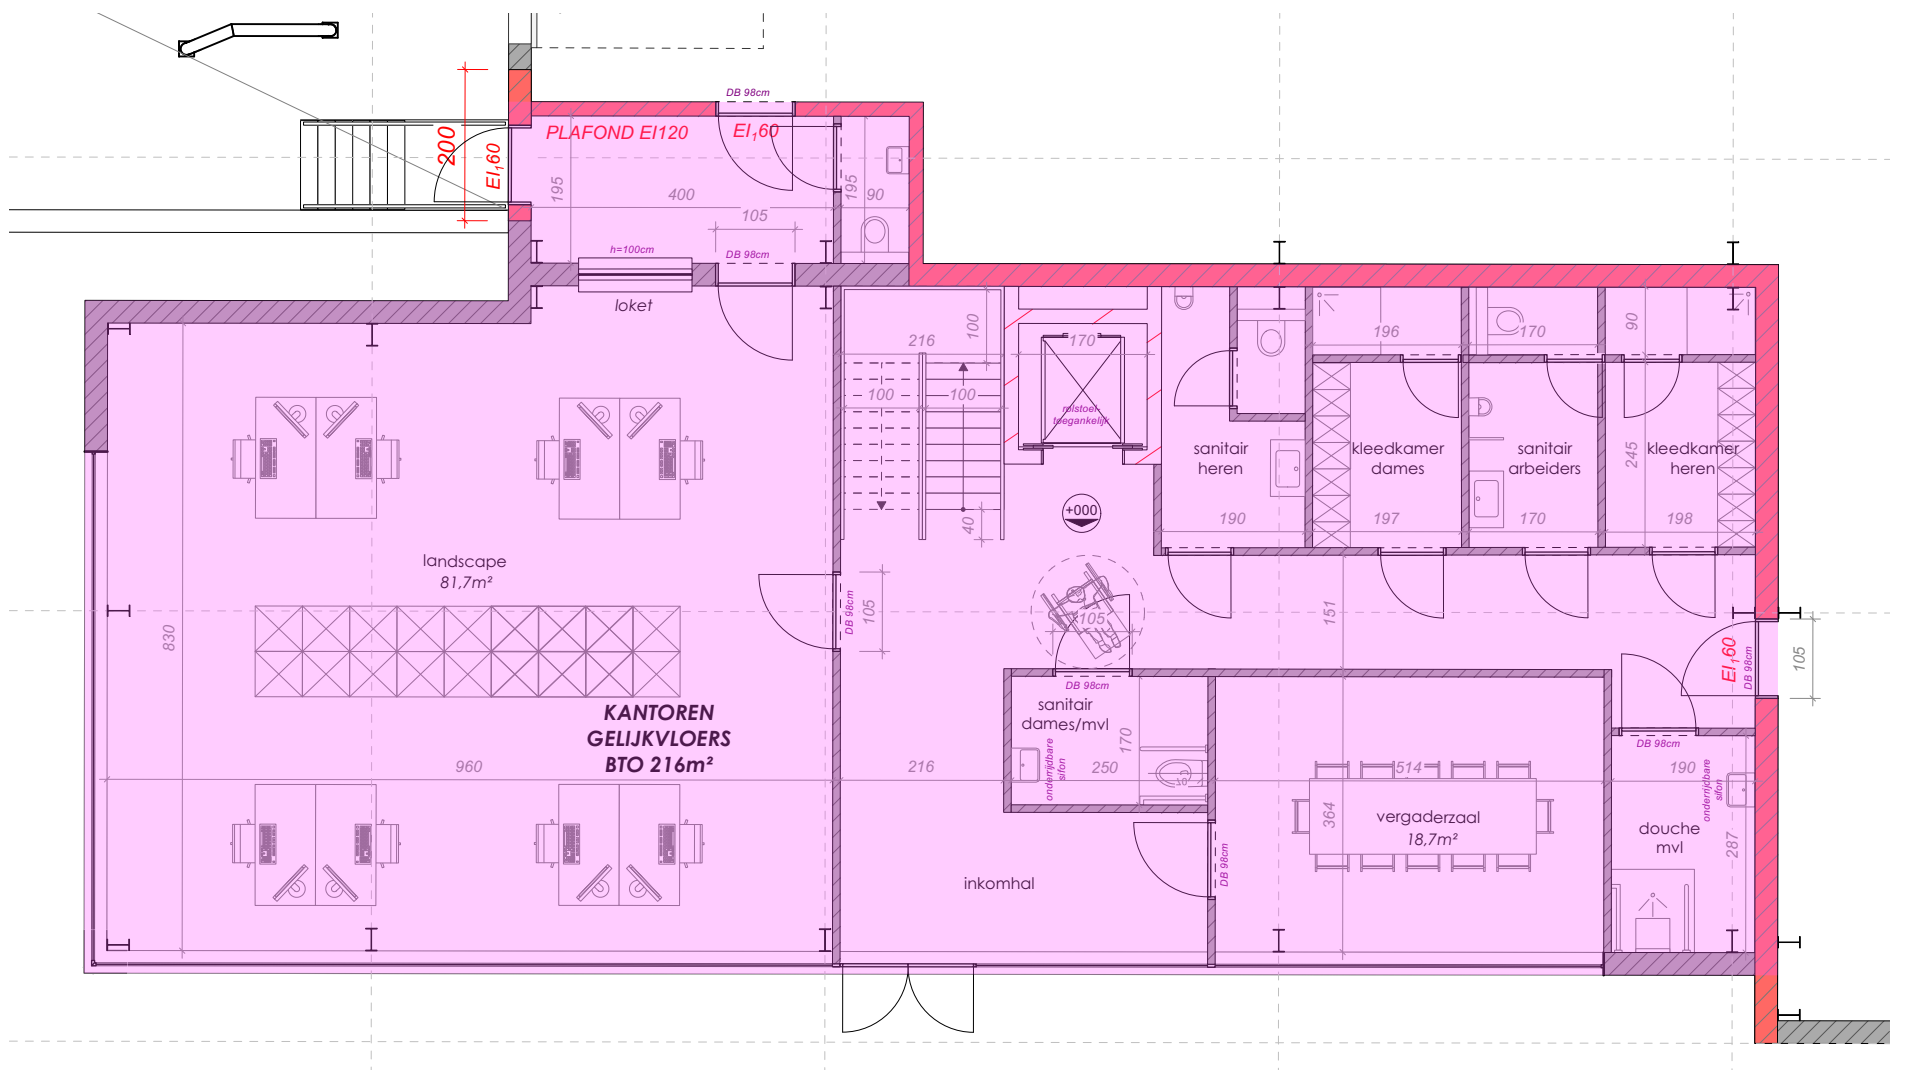 DB 98cm
PLAFOND EI120
EI₁60
200
EI₁60
195
400
195
90
105
h=100cm
DB 98cm
loket
216
100
170
196
170
90
100
100
rolstoel-
toegankelijk
sanitair
heren
kleedkamer
dames
sanitair
arbeiders
245
kleedkamer
heren
+000
40
190
197
170
198
landscape
81,7m²
830
DB 98cm
105
105
151
EI₁60
DB 98cm
105
DB 98cm
sanitair
dames/mvl
170
KANTOREN
GELIJKVLOERS
BTO 216m²
DB 98cm
960
216
onderrijdbare
sifon
250
514
190
onderrijdbare
sifon
364
vergaderzaal
18,7m²
douche
mvl
287
DB 98cm
inkomhal